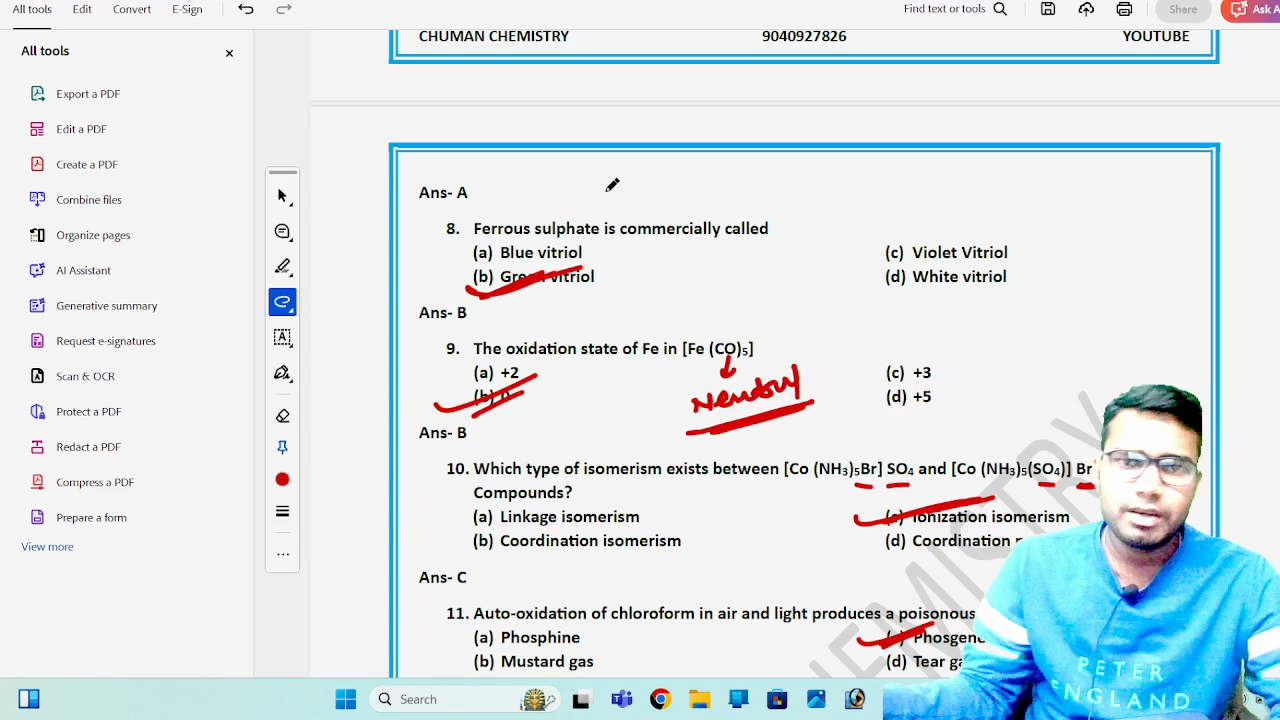 All tools Edit Convert E-Sign Find text or tools Share Ask A
All tools
Export a PDF
Edit a PDF
Create a PDF
Combine files
Organize pages
AI Assistant
Generative summary
Request e-signatures
Scan & OCR
Protect a PDF
Redact a PDF
Compress a PDF
Prepare a form
View more
CHUMAN CHEMISTRY 9040927826 YOUTUBE
Ans- A
8. Ferrous sulphate is commercially called
(a) Blue vitriol (c) Violet Vitriol
(b) Green vitriol (d) White vitriol
Ans- B
9. The oxidation state of Fe in [Fe (CO)₅]
(a) +2 (c) +3
(b) 0 (d) +5
Neutral
Ans- B
10. Which type of isomerism exists between [Co (NH₃)₅Br] SO₄ and [Co (NH₃)₅(SO₄)] Br
Compounds?
(a) Linkage isomerism (c) Ionization isomerism
(b) Coordination isomerism (d) Coordination
Ans- C
11. Auto-oxidation of chloroform in air and light produces a poisonous
(a) Phosphine (c) Phosgene
(b) Mustard gas (d) Tear ga
HEMISTRY
PETER
ENGLAND
Search